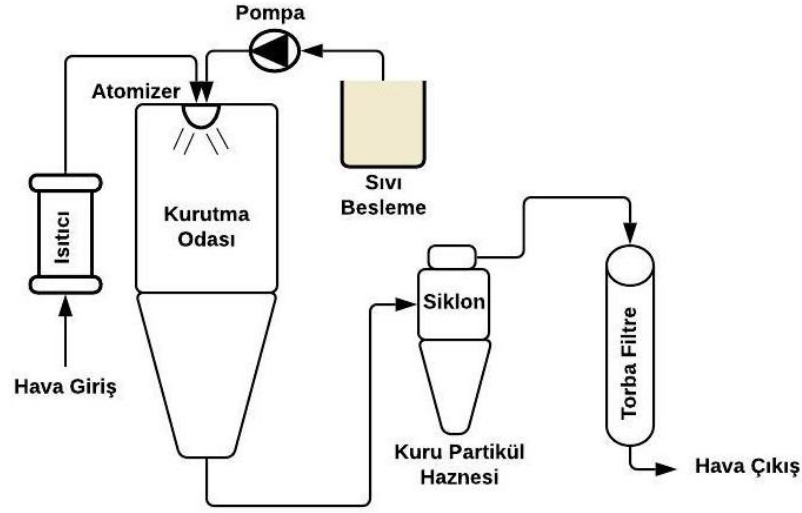 Pompa
Atomizer
Sıvı
Besleme
Kurutma
Odası
Isıtıcı
Hava Giriş
Siklon
Kuru Partikül
Haznesi
Torba Filtre
Hava Çıkış